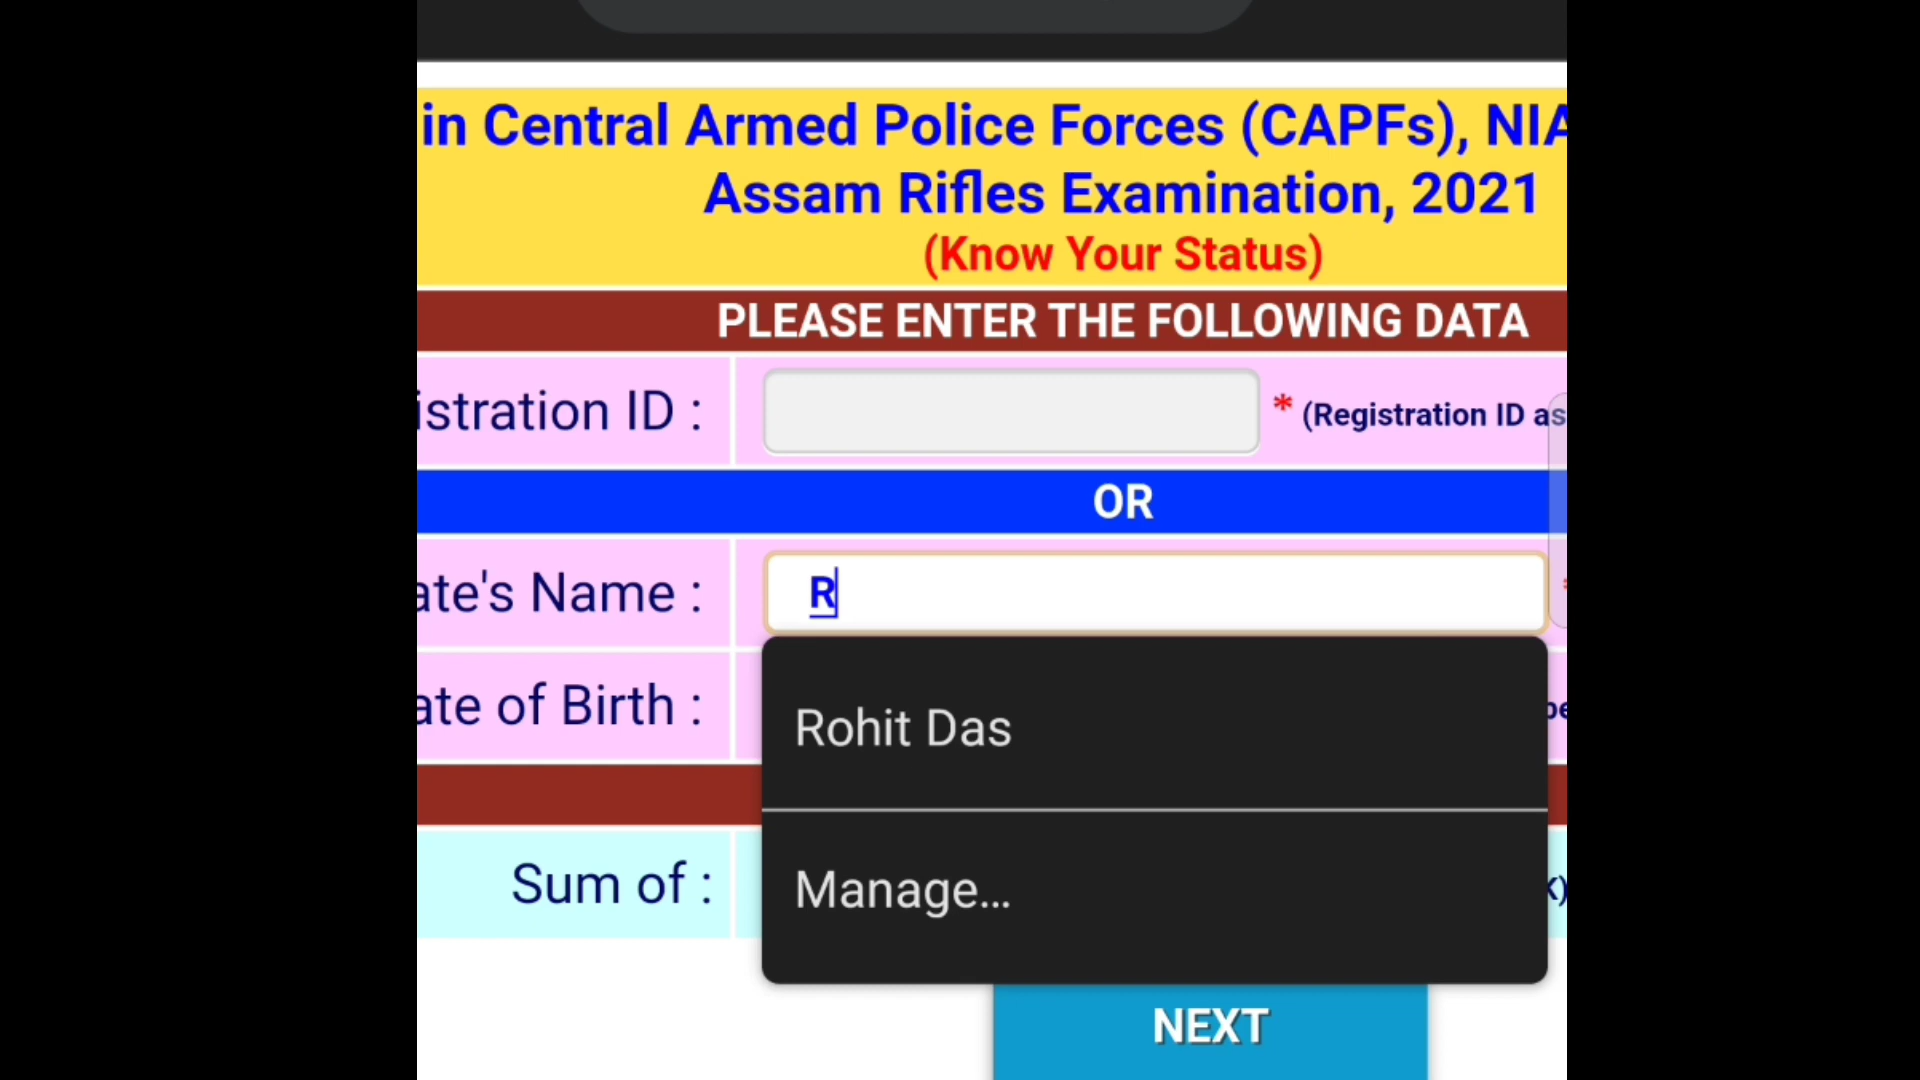 in Central Armed Police Forces (CAPFs), NIA
Assam Rifles Examination, 2021
(Know Your Status)
PLEASE ENTER THE FOLLOWING DATA
istration ID :
* (Registration ID as
OR
ate's Name :
R
Rohit Das
ate of Birth :
Manage...
Sum of :
NEXT